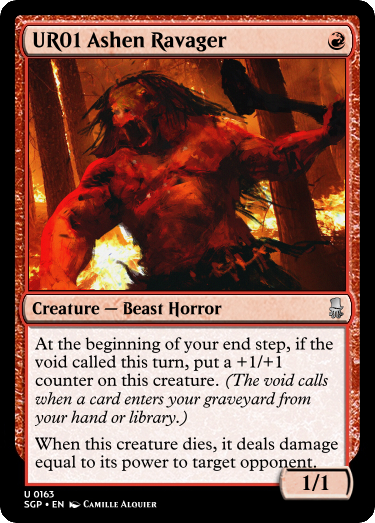 UR01 Ashen Ravager
Creature — Beast Horror
At the beginning of your end step, if the
void called this turn, put a +1/+1
counter on this creature. (The void calls
when a card enters your graveyard from
your hand or library.)
When this creature dies, it deals damage
equal to its power to target opponent.
1/1
U 0163
SGP • EN Camille Alquier